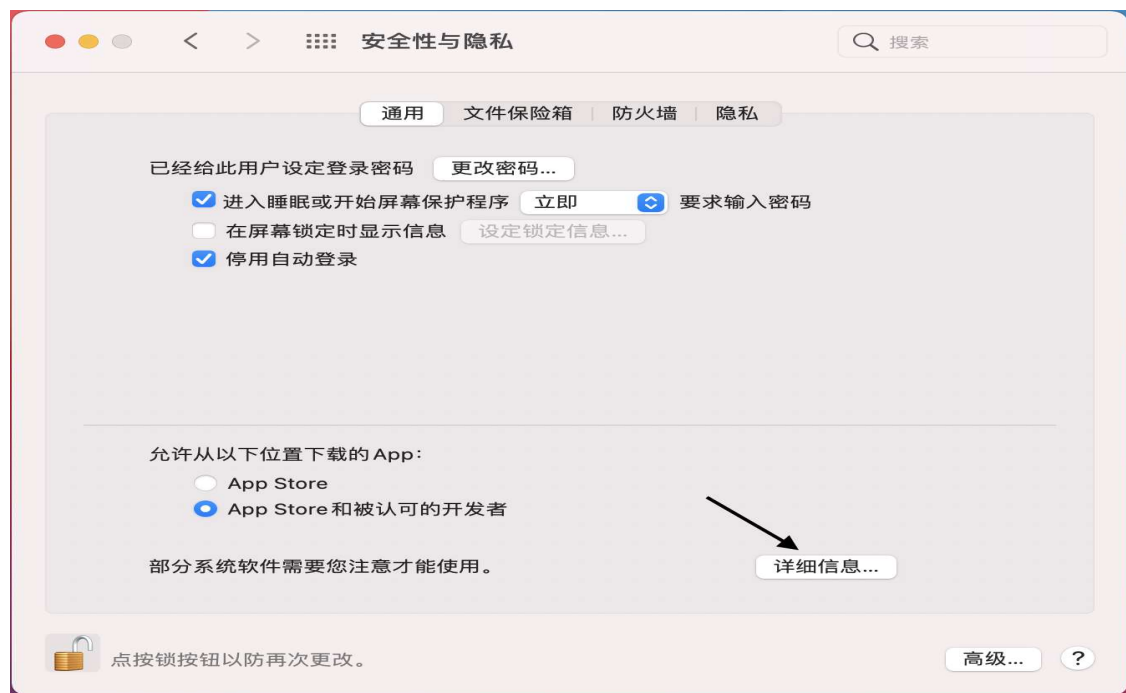 安全性与隐私
搜索
通用 文件保险箱 防火墙 隐私
已经给此用户设定登录密码 更改密码...
进入睡眠或开始屏幕保护程序 立即 要求输入密码
在屏幕锁定时显示信息 设定锁定信息...
停用自动登录
允许从以下位置下载的App：
App Store
App Store和被认可的开发者
部分系统软件需要您注意才能使用。 详细信息...
点按锁按钮以防再次更改。 高级... ?